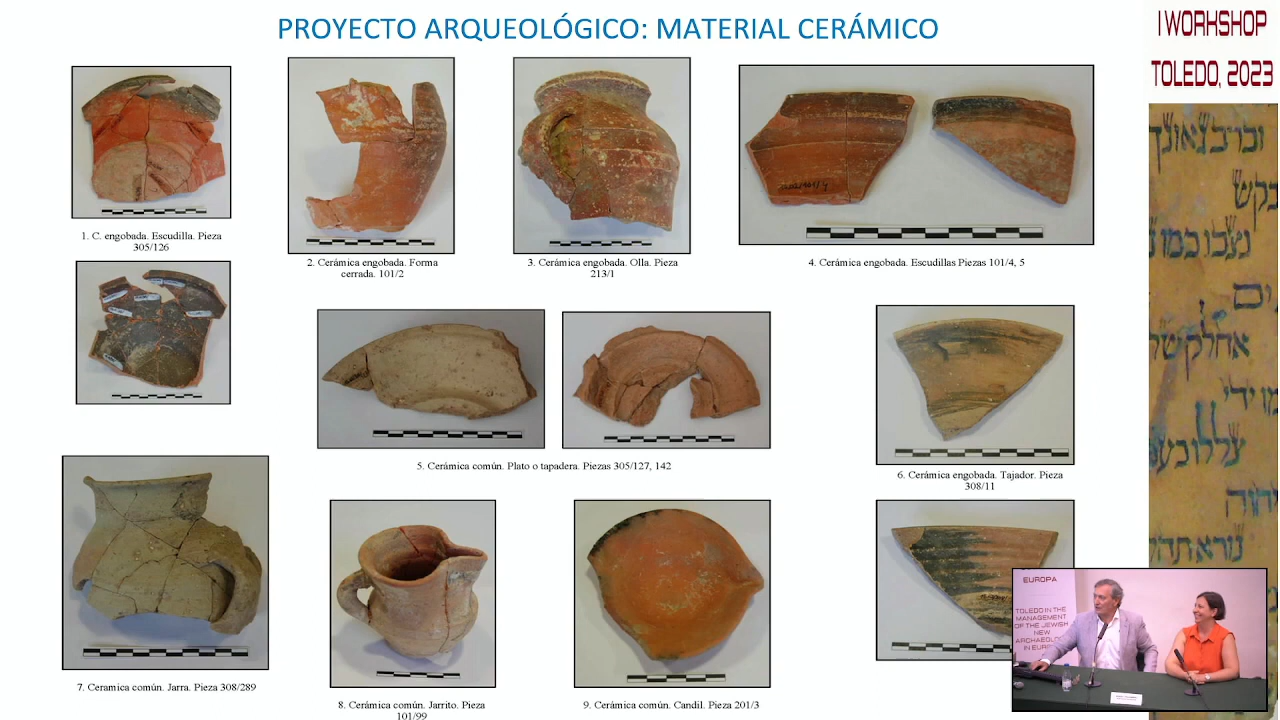 PROYECTO ARQUEOLÓGICO: MATERIAL CERÁMICO
I WORKSHOP
TOLEDO, 2023
1. C. engobada. Escudilla. Pieza
305/126
2. Cerámica engobada. Forma
cerrada. 101/2
3. Cerámica engobada. Olla. Pieza
213/1
4. Cerámica engobada. Escudillas Piezas 101/4, 5
5. Cerámica común. Plato o tapadera. Piezas 305/127, 142
6. Cerámica engobada. Tajador. Pieza
308/11
7. Ceramica común. Jarra. Pieza 308/289
8. Cerámica común. Jarrito. Pieza
101/99
9. Cerámica común. Candil. Pieza 201/3
EUROPA
TOLEDO IN THE
MANAGEMENT
OF THE JEWISH
NEW
ARCHAEOLOG
IN EUROP